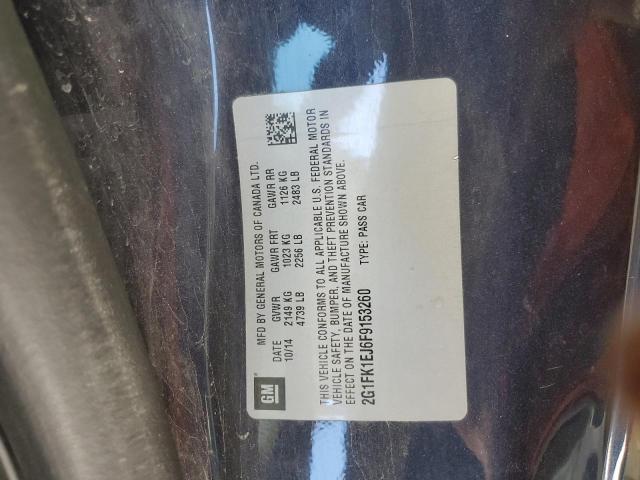 MFD BY GENERAL MOTORS OF CANADA LTD.
DATE GVWR GAWR FRT GAWR RR
10/14 2149 KG 1023 KG 1126 KG
4739 LB 2256 LB 2483 LB
GM®
THIS VEHICLE CONFORMS TO ALL APPLICABLE U.S. FEDERAL MOTOR
VEHICLE SAFETY, BUMPER, AND THEFT PREVENTION STANDARDS IN
EFFECT ON THE DATE OF MANUFACTURE SHOWN ABOVE.
2G1FK1EJ6F9153260 TYPE: PASS CAR